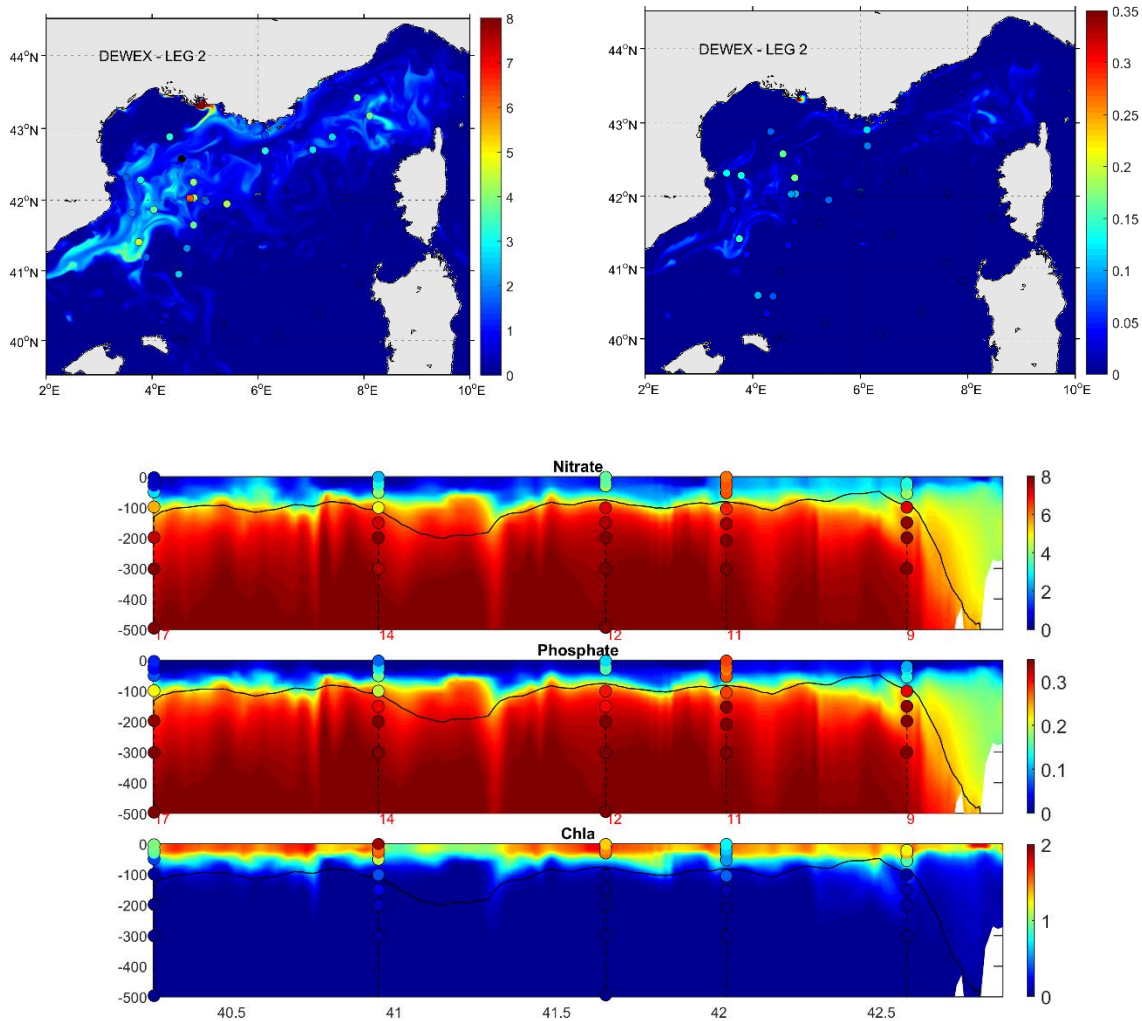 DEWEX - LEG 2
44°N
43°N
42°N
41°N
40°N
2°E
4°E
6°E
8°E
10°E
8
7
6
5
4
3
2
1
0
DEWEX - LEG 2
44°N
43°N
42°N
41°N
40°N
2°E
4°E
6°E
8°E
10°E
0.35
0.3
0.25
0.2
0.15
0.1
0.05
0
Nitrate
0
-100
-200
-300
-400
-500
17
14
12
11
9
8
6
4
2
0
Phosphate
0
-100
-200
-300
-400
-500
17
14
12
11
9
0.3
0.2
0.1
0
Chla
0
-100
-200
-300
-400
-500
40.5
41
41.5
42
42.5
2
1
0